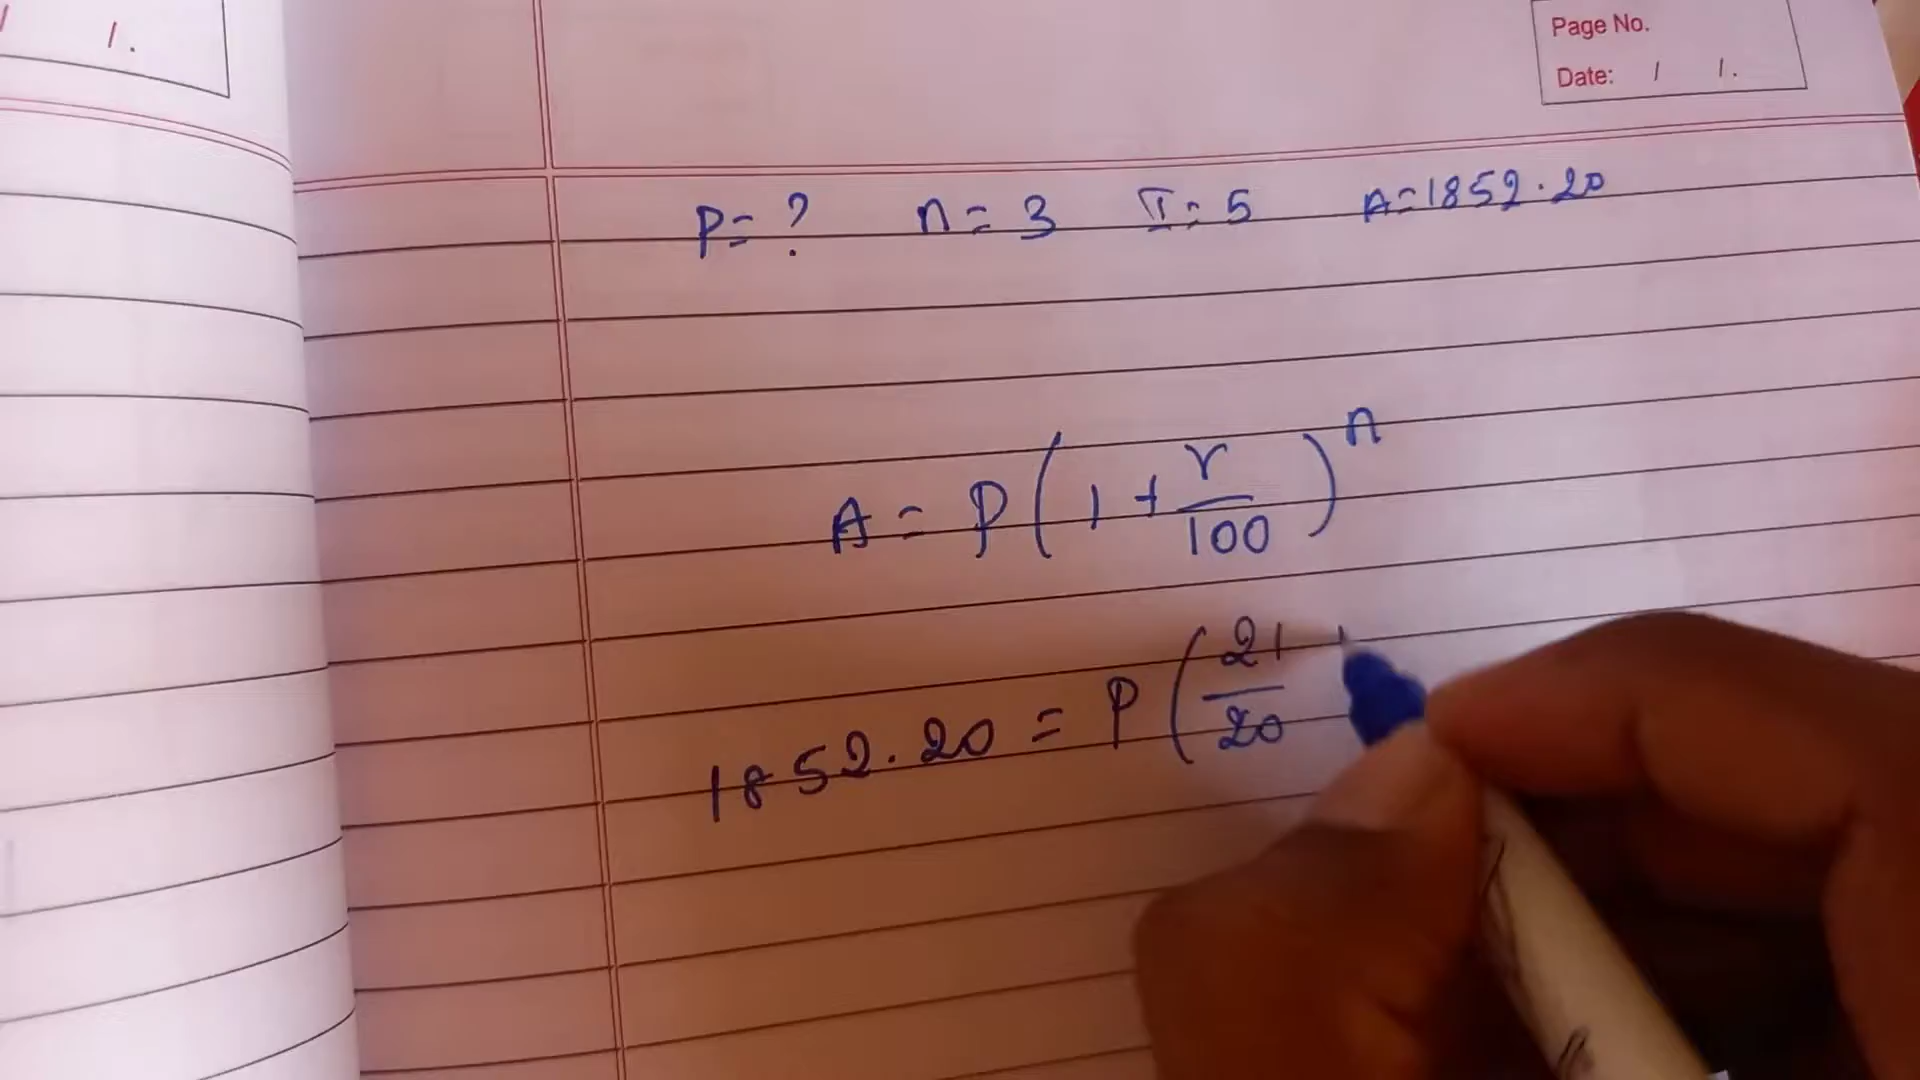 / /.
Page No.
Date: / /.
P = ? n = 3 I = 5 A = 1852.20
A = P ( 1 + r/100 )^n
1852.20 = P ( 21/20